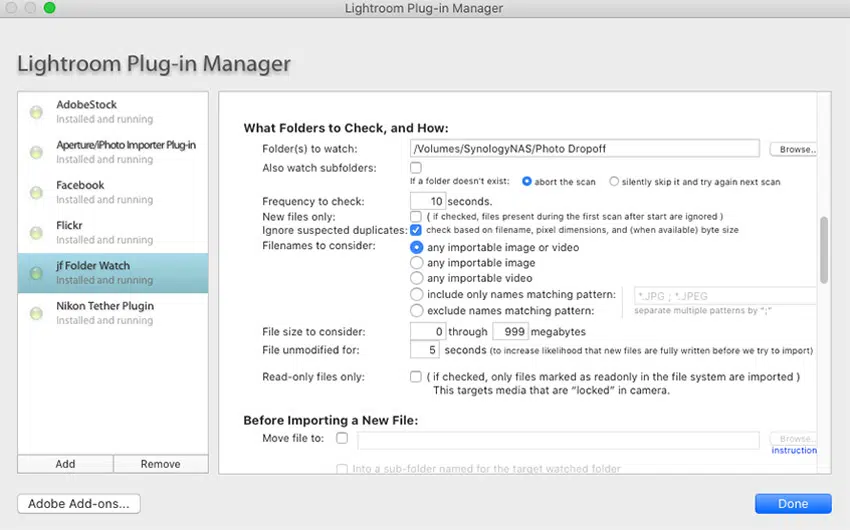 Lightroom Plug-in Manager
Lightroom Plug-in Manager
AdobeStock
Installed and running
Aperture/iPhoto Importer Plug-in
Installed and running
Facebook
Installed and running
Flickr
Installed and running
jf Folder Watch
Installed and running
Nikon Tether Plugin
Installed and running
Add
Remove
What Folders to Check, and How:
Folder(s) to watch: /Volumes/SynologyNAS/Photo Dropoff Browse..
Also watch subfolders:
If a folder doesn't exist: abort the scan silently skip it and try again next scan
Frequency to check: 10 seconds.
New files only: ( if checked, files present during the first scan after start are ignored )
Ignore suspected duplicates: check based on filename, pixel dimensions, and (when available) byte size
Filenames to consider: any importable image or video
any importable image
any importable video
include only names matching pattern: *.JPG ; *.JPEG
exclude names matching pattern: separate multiple patterns by ";"
File size to consider: 0 through 999 megabytes
File unmodified for: 5 seconds (to increase likelihood that new files are fully written before we try to import)
Read-only files only: ( if checked, only files marked as readonly in the file system are imported )
This targets media that are "locked" in camera.
Before Importing a New File:
Move file to: Browse..
instruction
Into a sub-folder named for the target watched folder
Adobe Add-ons...
Done